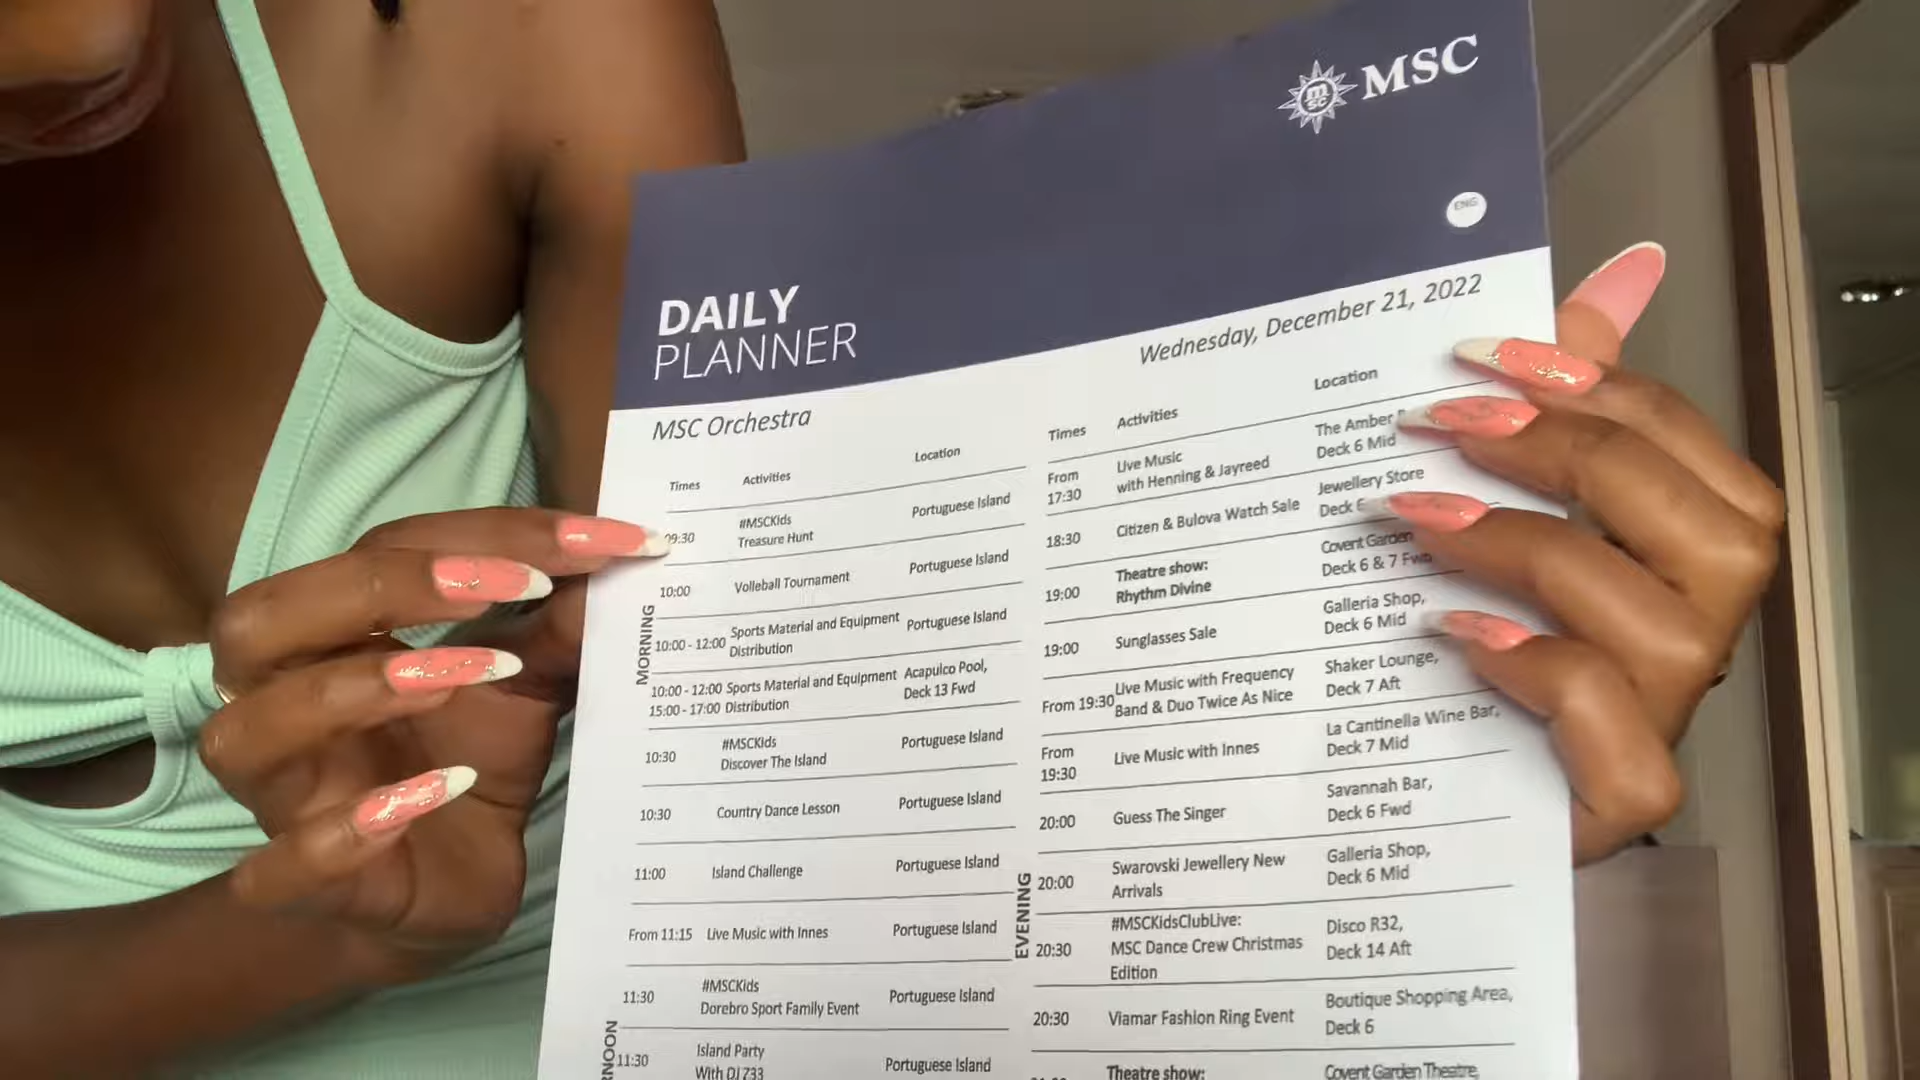 MSC
MSC
ENG
DAILY
PLANNER
Wednesday, December 21, 2022
MSC Orchestra
Times Activities Location
MORNING
09:30 #MSCKids Portuguese Island
Treasure Hunt
10:00 Volleball Tournament Portuguese Island
10:00 - 12:00 Sports Material and Equipment Portuguese Island
Distribution
10:00 - 12:00 Sports Material and Equipment Acapulco Pool,
15:00 - 17:00 Distribution Deck 13 Fwd
10:30 #MSCKids Portuguese Island
Discover The Island
10:30 Country Dance Lesson Portuguese Island
11:00 Island Challenge Portuguese Island
From 11:15 Live Music with Innes Portuguese Island
11:30 #MSCKids Portuguese Island
Dorebro Sport Family Event
11:30 Island Party Portuguese Island
With DJ Z33
Times Activities Location
From Live Music The Amber
17:30 with Henning & Jayreed Deck 6 Mid
18:30 Citizen & Bulova Watch Sale Jewellery Store
Deck 6
19:00 Theatre show: Covent Garden
Rhythm Divine Deck 6 & 7 Fwd
19:00 Sunglasses Sale Galleria Shop,
Deck 6 Mid
From 19:30 Live Music with Frequency Shaker Lounge,
Band & Duo Twice As Nice Deck 7 Aft
From Live Music with Innes La Cantinella Wine Bar,
19:30 Deck 7 Mid
20:00 Guess The Singer Savannah Bar,
Deck 6 Fwd
EVENING
20:00 Swarovski Jewellery New Galleria Shop,
Arrivals Deck 6 Mid
#MSCKidsClubLive: Disco R32,
20:30 MSC Dance Crew Christmas Deck 14 Aft
Edition
20:30 Viamar Fashion Ring Event Boutique Shopping Area,
Deck 6
Theatre show: Covent Garden Theatre,